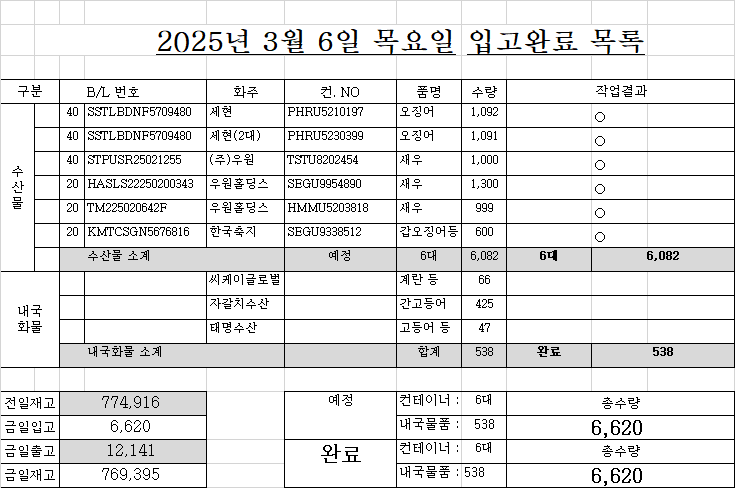 2025년 3월 6일 목요일 입고완료 목록
구분 B/L 번호 화주 컨. NO 품명 수량 작업결과
수산물
40 SSTLBDNF5709480 세현 PHRU5210197 오징어 1,092 ○
40 SSTLBDNF5709480 세현(2대) PHRU5230399 오징어 1,091 ○
40 STPUSR25021255 (주)우원 TSTU8202454 새우 1,000 ○
20 HASLS22250200343 우원홀딩스 SEGU9954890 새우 1,300 ○
20 TM225020642F 우원홀딩스 HMMU5203818 새우 999 ○
20 KMTCSGN5676816 한국축지 SEGU9338512 갑오징어등 600 ○
수산물 소계 예정 6대 6,082 6대 6,082
내국
화물
씨케이글로벌 계란 등 66
자갈치수산 간고등어 425
태명수산 고등어 등 47
내국화물 소계 합계 538 완료 538
전일재고 774,916 예정 컨테이너 : 6대 총수량
금일입고 6,620 내국물품 : 538 6,620
금일출고 12,141 완료 컨테이너 : 6대 총수량
금일재고 769,395 내국물품 : 538 6,620